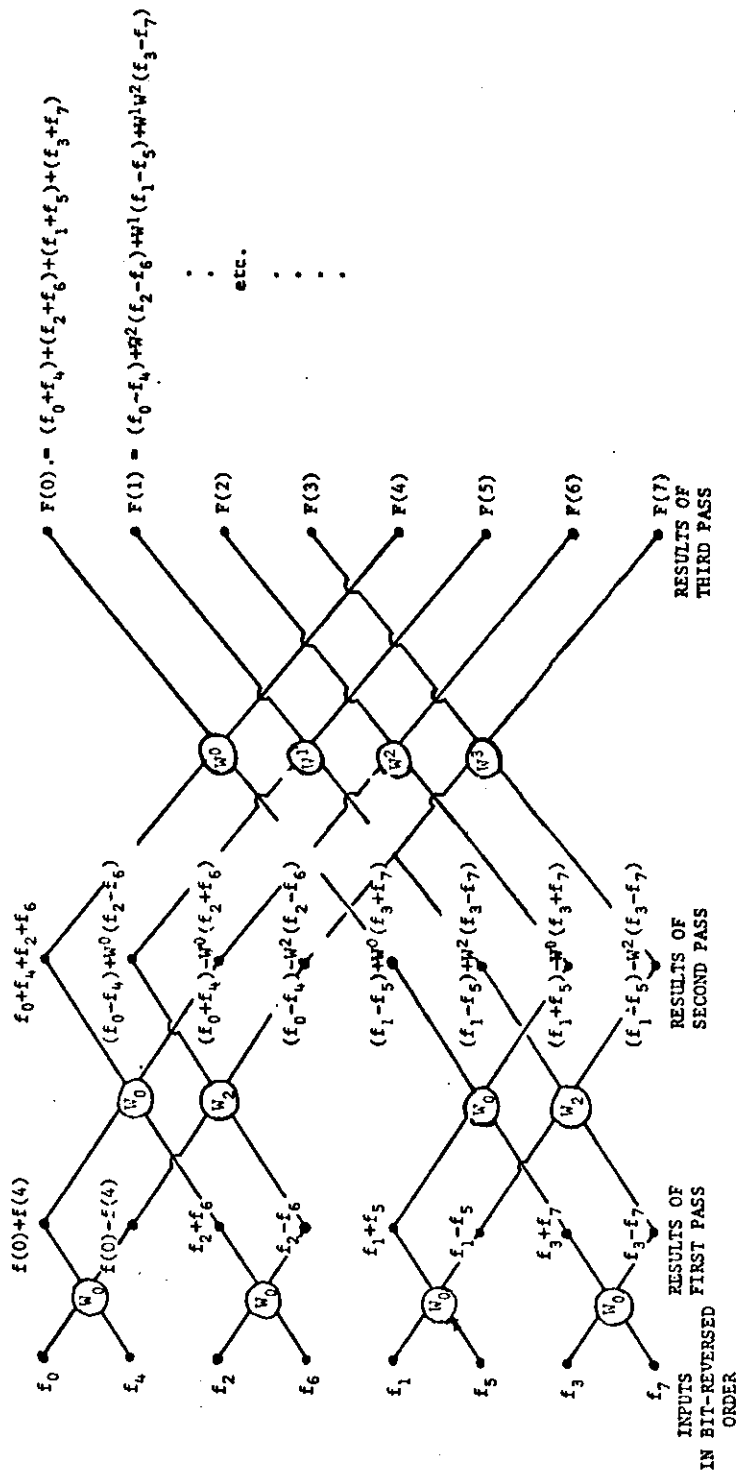 f₀
f₄
f₂
f₆
f₁
f₅
f₃
f₇
INPUTS
IN BIT-REVERSED
ORDER
W₀
W₀
W₀
W₀
f(0)+f(4)
f(0)-f(4)
f₂+f₆
f₂-f₆
f₁+f₅
f₁-f₅
f₃+f₇
f₃-f₇
RESULTS OF
FIRST PASS
W₀
W₂
W₀
W₂
f₀+f₄+f₂+f₆
(f₀-f₄)+W⁰(f₂-f₆)
(f₀+f₄)-W⁰(f₂+f₆)
(f₀-f₄)-W²(f₂-f₆)
(f₁-f₅)+W⁰(f₃+f₇)
(f₁-f₅)+W²(f₃-f₇)
(f₁+f₅)-W⁰(f₃+f₇)
(f₁-f₅)-W²(f₃-f₇)
RESULTS OF
SECOND PASS
W⁰
W¹
W²
W³
F(0).= (f₀+f₄)+(f₂+f₆)+(f₁+f₅)+(f₃+f₇)
F(1) = (f₀-f₄)+W²(f₂-f₆)+W¹(f₁-f₅)+W¹W²(f₃-f₇)
F(2)
F(3)
F(4)
F(5)
F(6)
F(7)
. . etc. . . . .
RESULTS OF
THIRD PASS